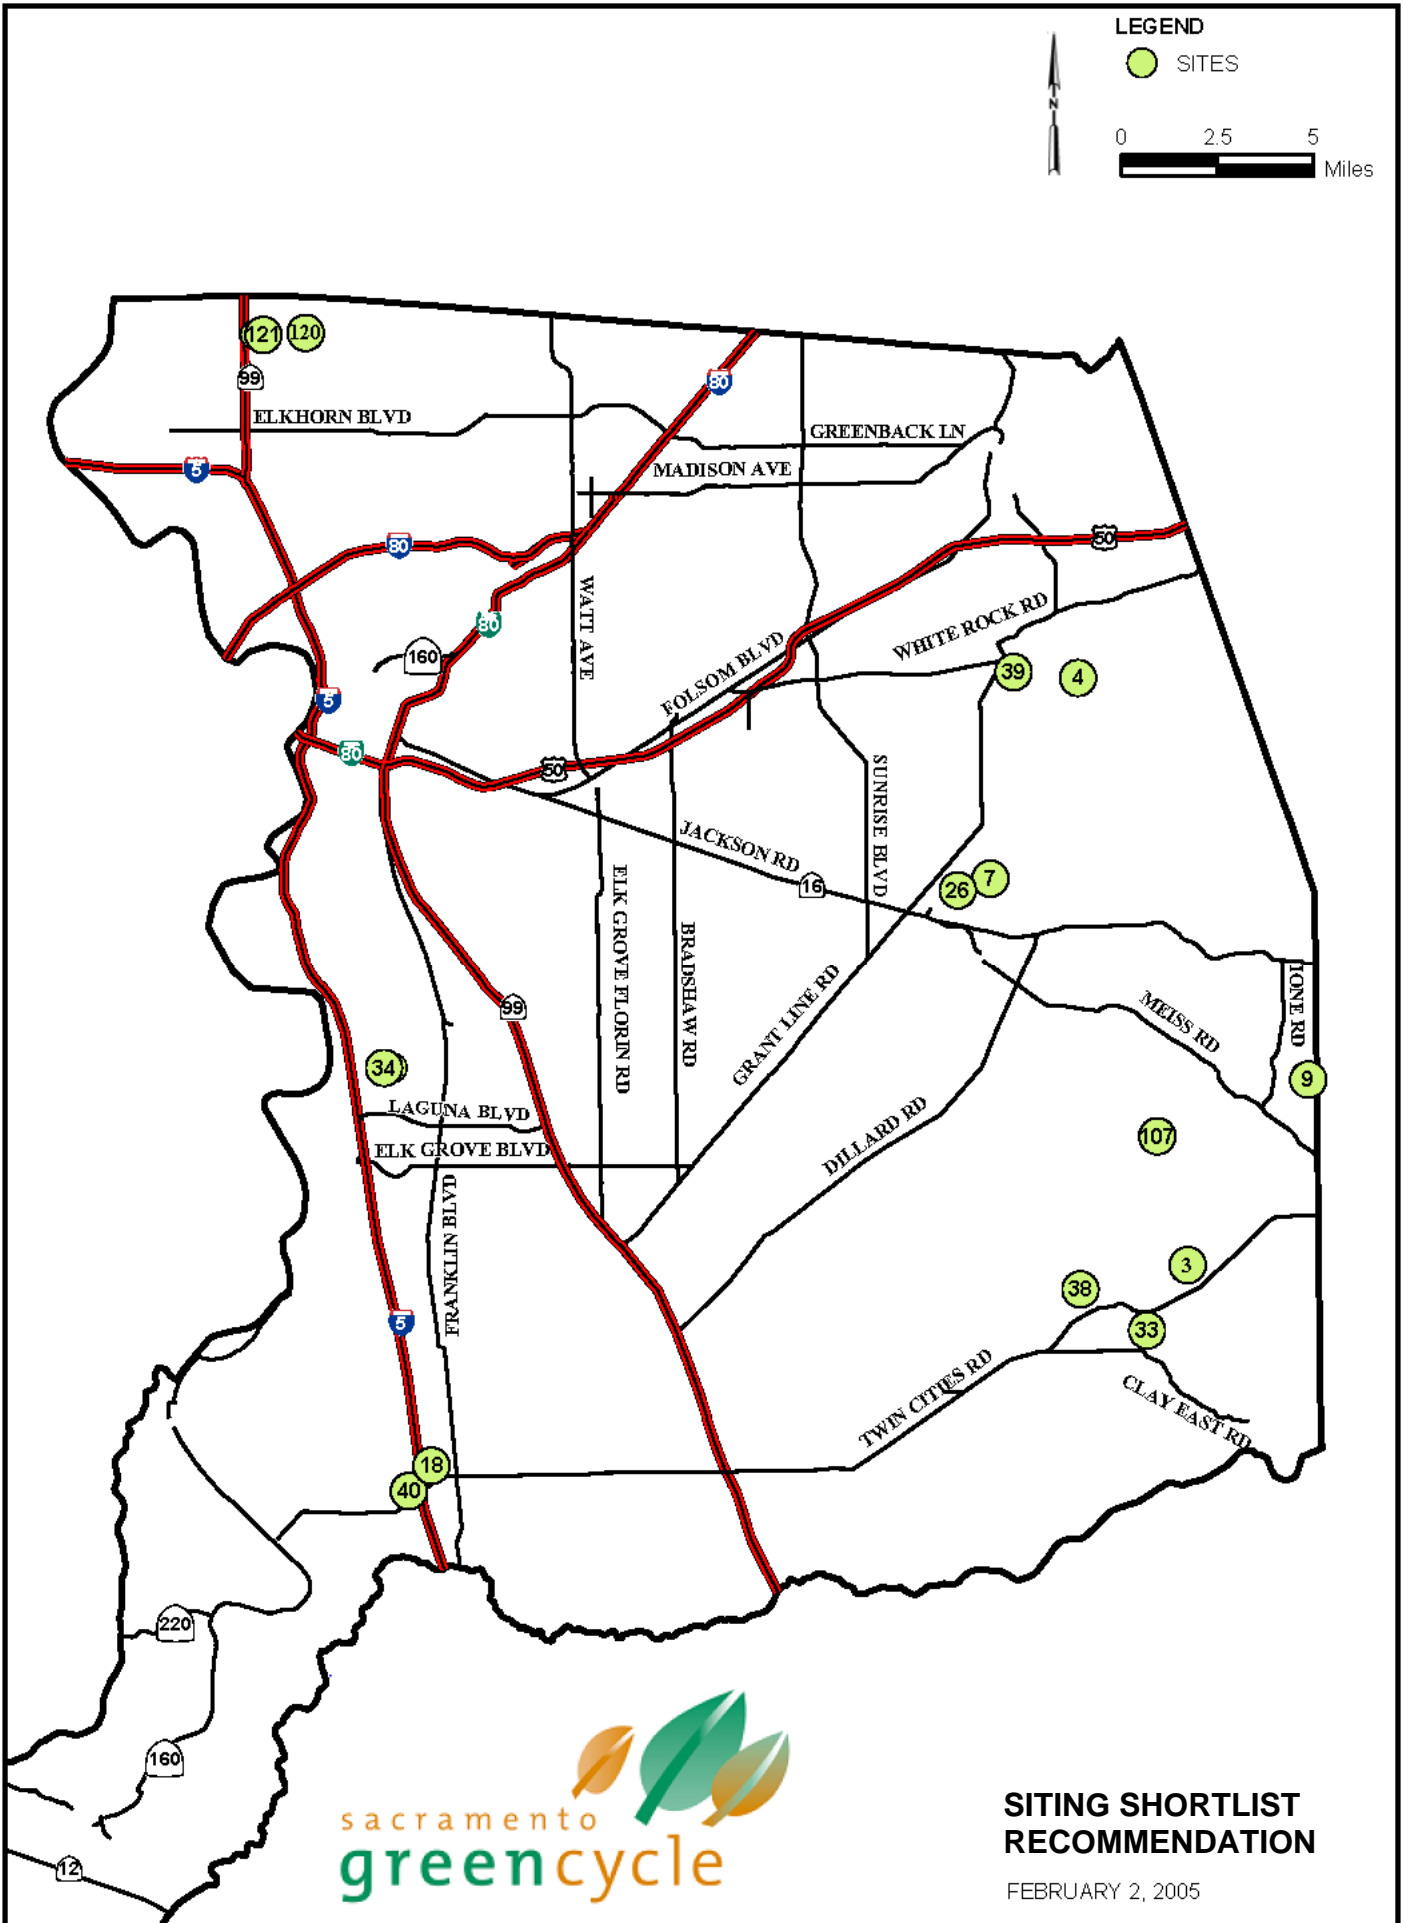 LEGEND
SITES
0 2.5 5
Miles
N
121 120
99
80
ELKHORN BLVD
GREENBACK LN
5
MADISON AVE
80
50
WATT AVE
80
160
WHITE ROCK RD
FOLSOM BLVD
39
4
5
80
50
SUNRISE BLVD
JACKSON RD
16
26
7
ELK GROVE FLORIN RD
BRADSHAW RD
GRANT LINE RD
99
IONE RD
MEISS RD
34
9
LAGUNA BLVD
DILLARD RD
107
ELK GROVE BLVD
FRANKLIN BLVD
3
38
5
33
TWIN CITIES RD
CLAY EAST RD
18
40
220
160
12
sacramento
greencycle
SITING SHORTLIST
RECOMMENDATION
FEBRUARY 2, 2005